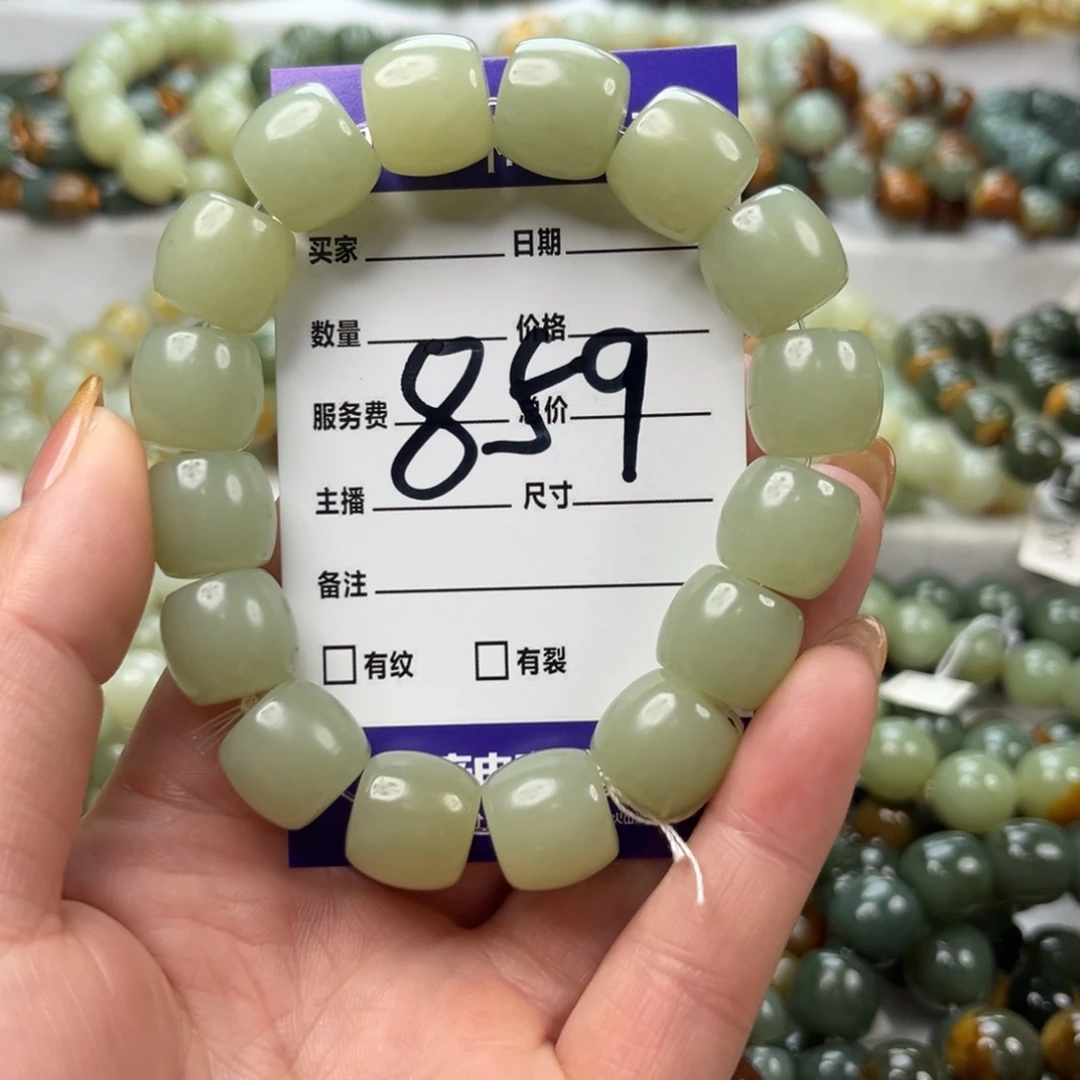 买家 日期
数量 价格
服务费 总价
859
主播 尺寸
备注
有纹 有裂